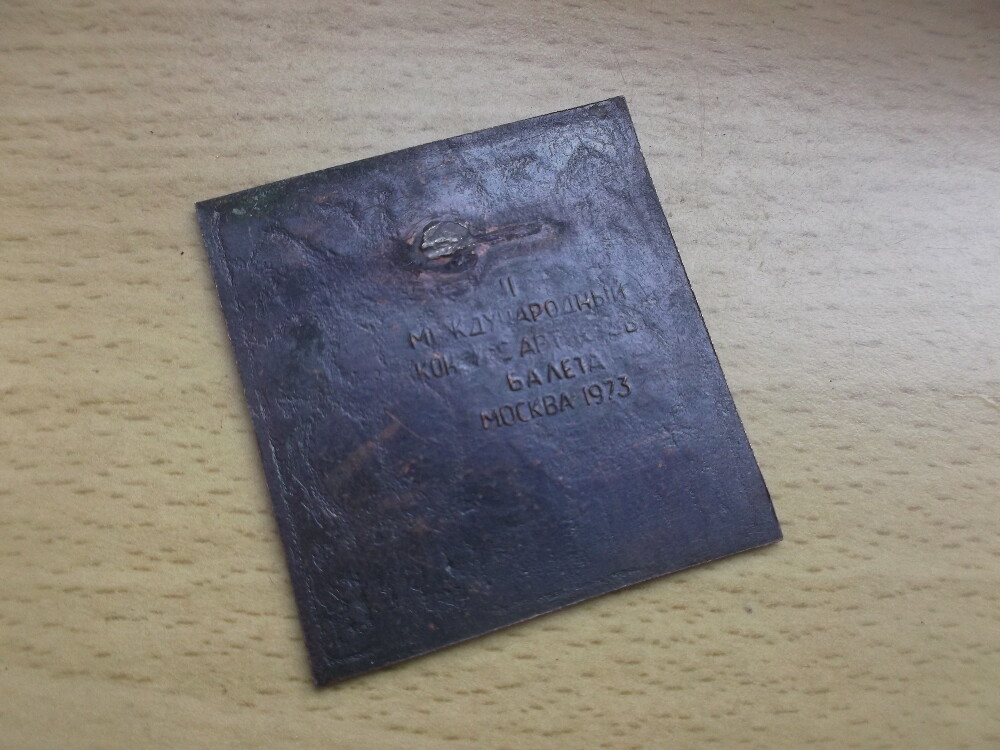 II
МЕЖДУНАРОДНЫЙ
КОНКУРС АРТИСТОВ
БАЛЕТА
МОСКВА 1973